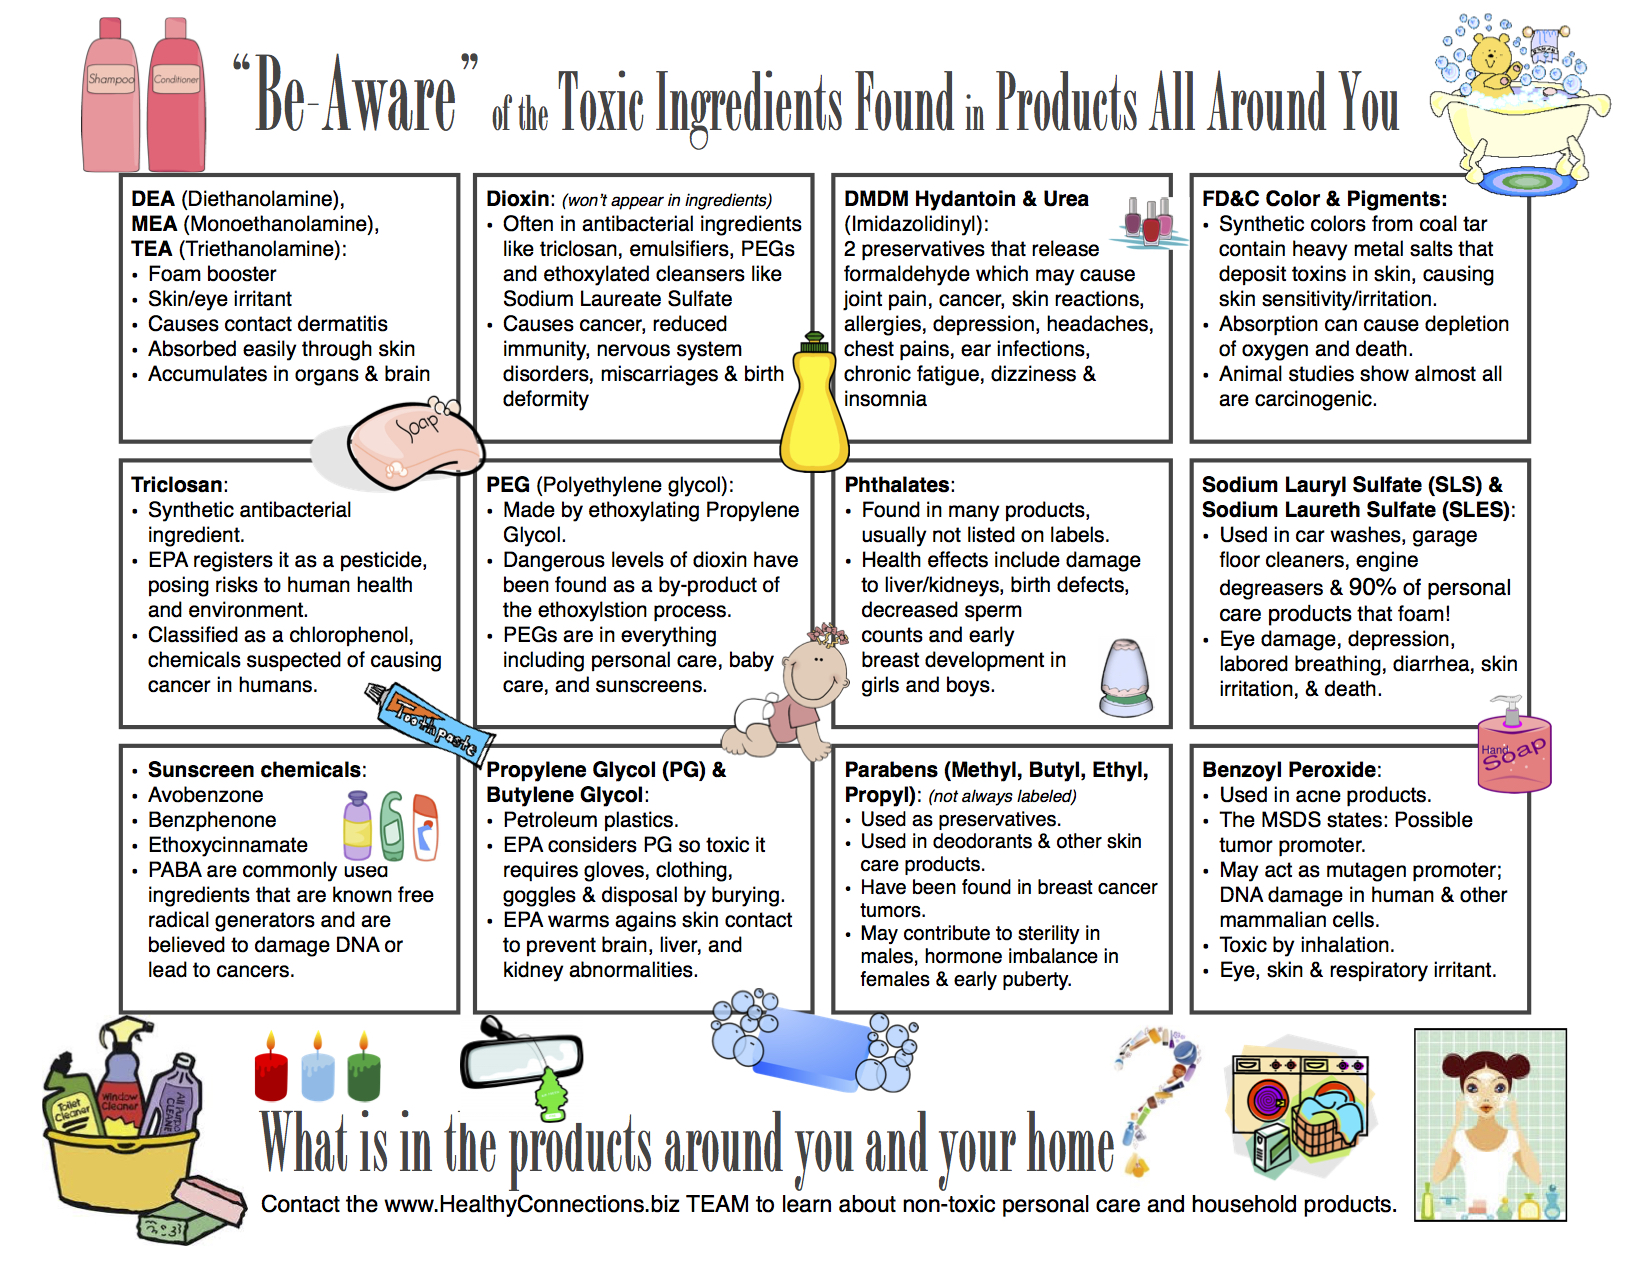 Shampoo
Conditioner
“Be-Aware” of the Toxic Ingredients Found in Products All Around You
DEA (Diethanolamine),
MEA (Monoethanolamine),
TEA (Triethanolamine):
• Foam booster
• Skin/eye irritant
• Causes contact dermatitis
• Absorbed easily through skin
• Accumulates in organs & brain
Soap
Dioxin: (won't appear in ingredients)
• Often in antibacterial ingredients
like triclosan, emulsifiers, PEGs
and ethoxylated cleansers like
Sodium Laureate Sulfate
• Causes cancer, reduced
immunity, nervous system
disorders, miscarriages & birth
deformity
DMDM Hydantoin & Urea
(Imidazolidinyl):
2 preservatives that release
formaldehyde which may cause
joint pain, cancer, skin reactions,
allergies, depression, headaches,
chest pains, ear infections,
chronic fatigue, dizziness &
insomnia
FD&C Color & Pigments:
• Synthetic colors from coal tar
contain heavy metal salts that
deposit toxins in skin, causing
skin sensitivity/irritation.
• Absorption can cause depletion
of oxygen and death.
• Animal studies show almost all
are carcinogenic.
Triclosan:
• Synthetic antibacterial
ingredient.
• EPA registers it as a pesticide,
posing risks to human health
and environment.
• Classified as a chlorophenol,
chemicals suspected of causing
cancer in humans.
Toothpaste
PEG (Polyethylene glycol):
• Made by ethoxylating Propylene
Glycol.
• Dangerous levels of dioxin have
been found as a by-product of
the ethoxylstion process.
• PEGs are in everything
including personal care, baby
care, and sunscreens.
Phthalates:
• Found in many products,
usually not listed on labels.
• Health effects include damage
to liver/kidneys, birth defects,
decreased sperm
counts and early
breast development in
girls and boys.
Sodium Lauryl Sulfate (SLS) &
Sodium Laureth Sulfate (SLES):
• Used in car washes, garage
floor cleaners, engine
degreasers & 90% of personal
care products that foam!
• Eye damage, depression,
labored breathing, diarrhea, skin
irritation, & death.
Hand
Soap
• Sunscreen chemicals:
• Avobenzone
• Benzphenone
• Ethoxycinnamate
• PABA are commonly used
ingredients that are known free
radical generators and are
believed to damage DNA or
lead to cancers.
Propylene Glycol (PG) &
Butylene Glycol:
• Petroleum plastics.
• EPA considers PG so toxic it
requires gloves, clothing,
goggles & disposal by burying.
• EPA warms agains skin contact
to prevent brain, liver, and
kidney abnormalities.
Parabens (Methyl, Butyl, Ethyl,
Propyl): (not always labeled)
• Used as preservatives.
• Used in deodorants & other skin
care products.
• Have been found in breast cancer
tumors.
• May contribute to sterility in
males, hormone imbalance in
females & early puberty.
Benzoyl Peroxide:
• Used in acne products.
• The MSDS states: Possible
tumor promoter.
• May act as mutagen promoter;
DNA damage in human & other
mammalian cells.
• Toxic by inhalation.
• Eye, skin & respiratory irritant.
Toilet
Cleaner
Window
Cleaner
All Purpose
CLEANE
What is in the products around you and your home?
Contact the www.HealthyConnections.biz TEAM to learn about non-toxic personal care and household products.